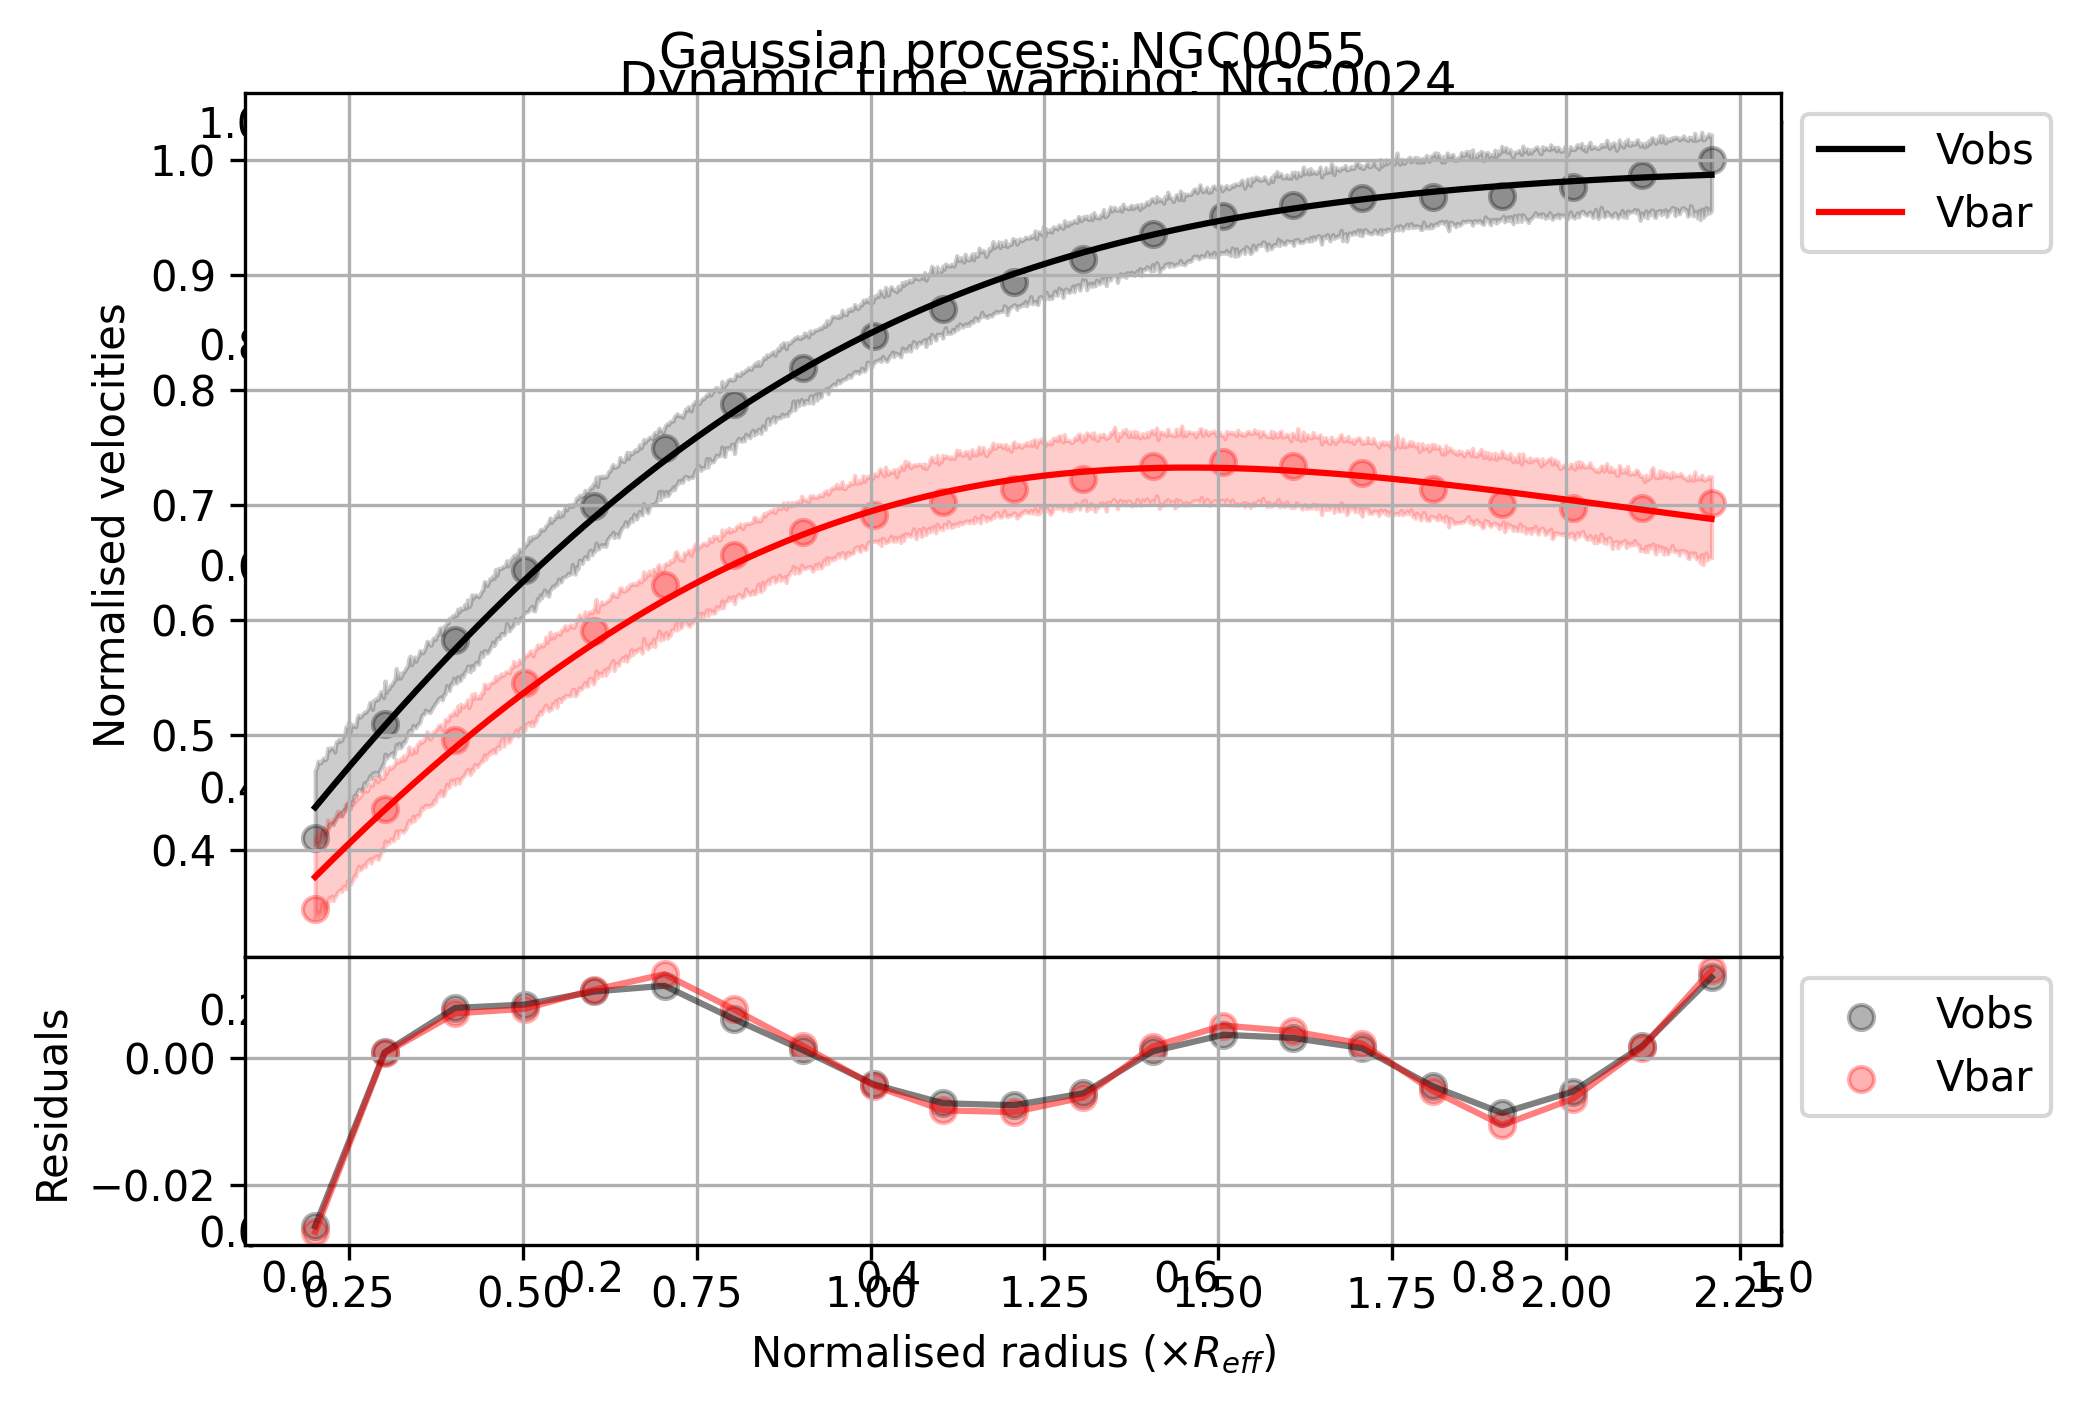 Gaussian process: NGC0055
Dynamic time warping: NGC0024
Normalised velocities
1.0
0.9
0.8
0.7
0.6
0.5
0.4
Vobs
Vbar
Residuals
0.00
−0.02
Vobs
Vbar
0.0 0.2 0.4 0.6 0.8 1.0
0.25 0.50 0.75 1.00 1.25 1.50 1.75 2.00 2.25
Normalised radius (×R_eff)